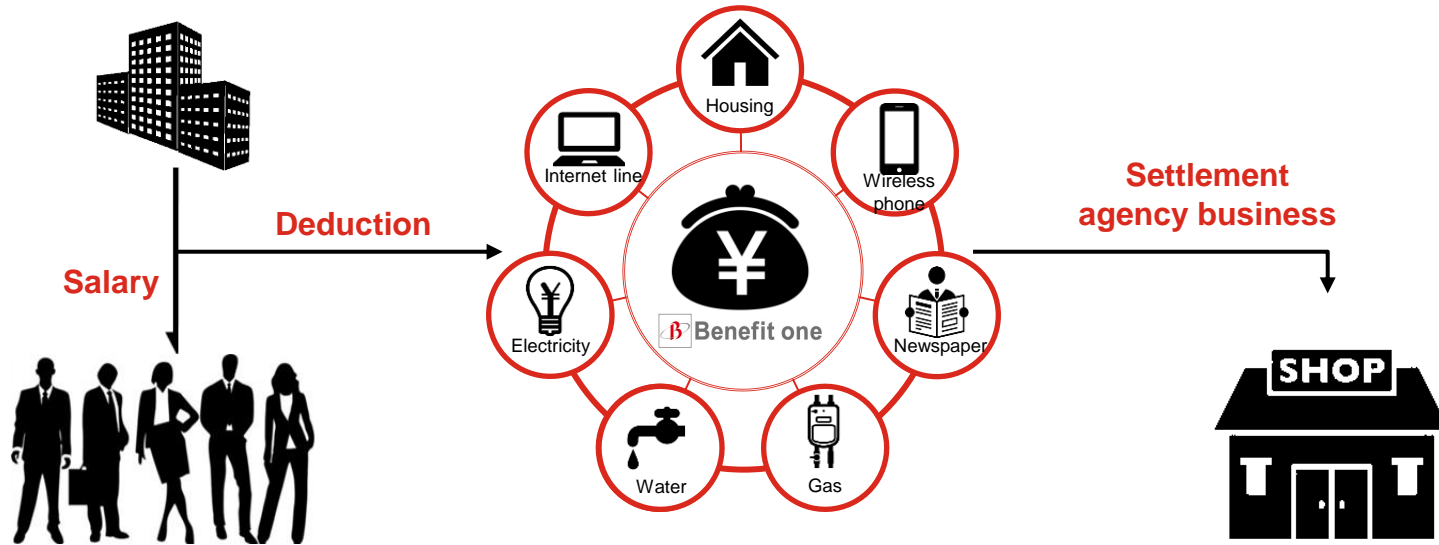 Housing
Internet line
Wireless
phone
Settlement
agency business
Deduction
¥
Salary
¥
Electricity
Benefit one
Newspaper
SHOP
Water
Gas